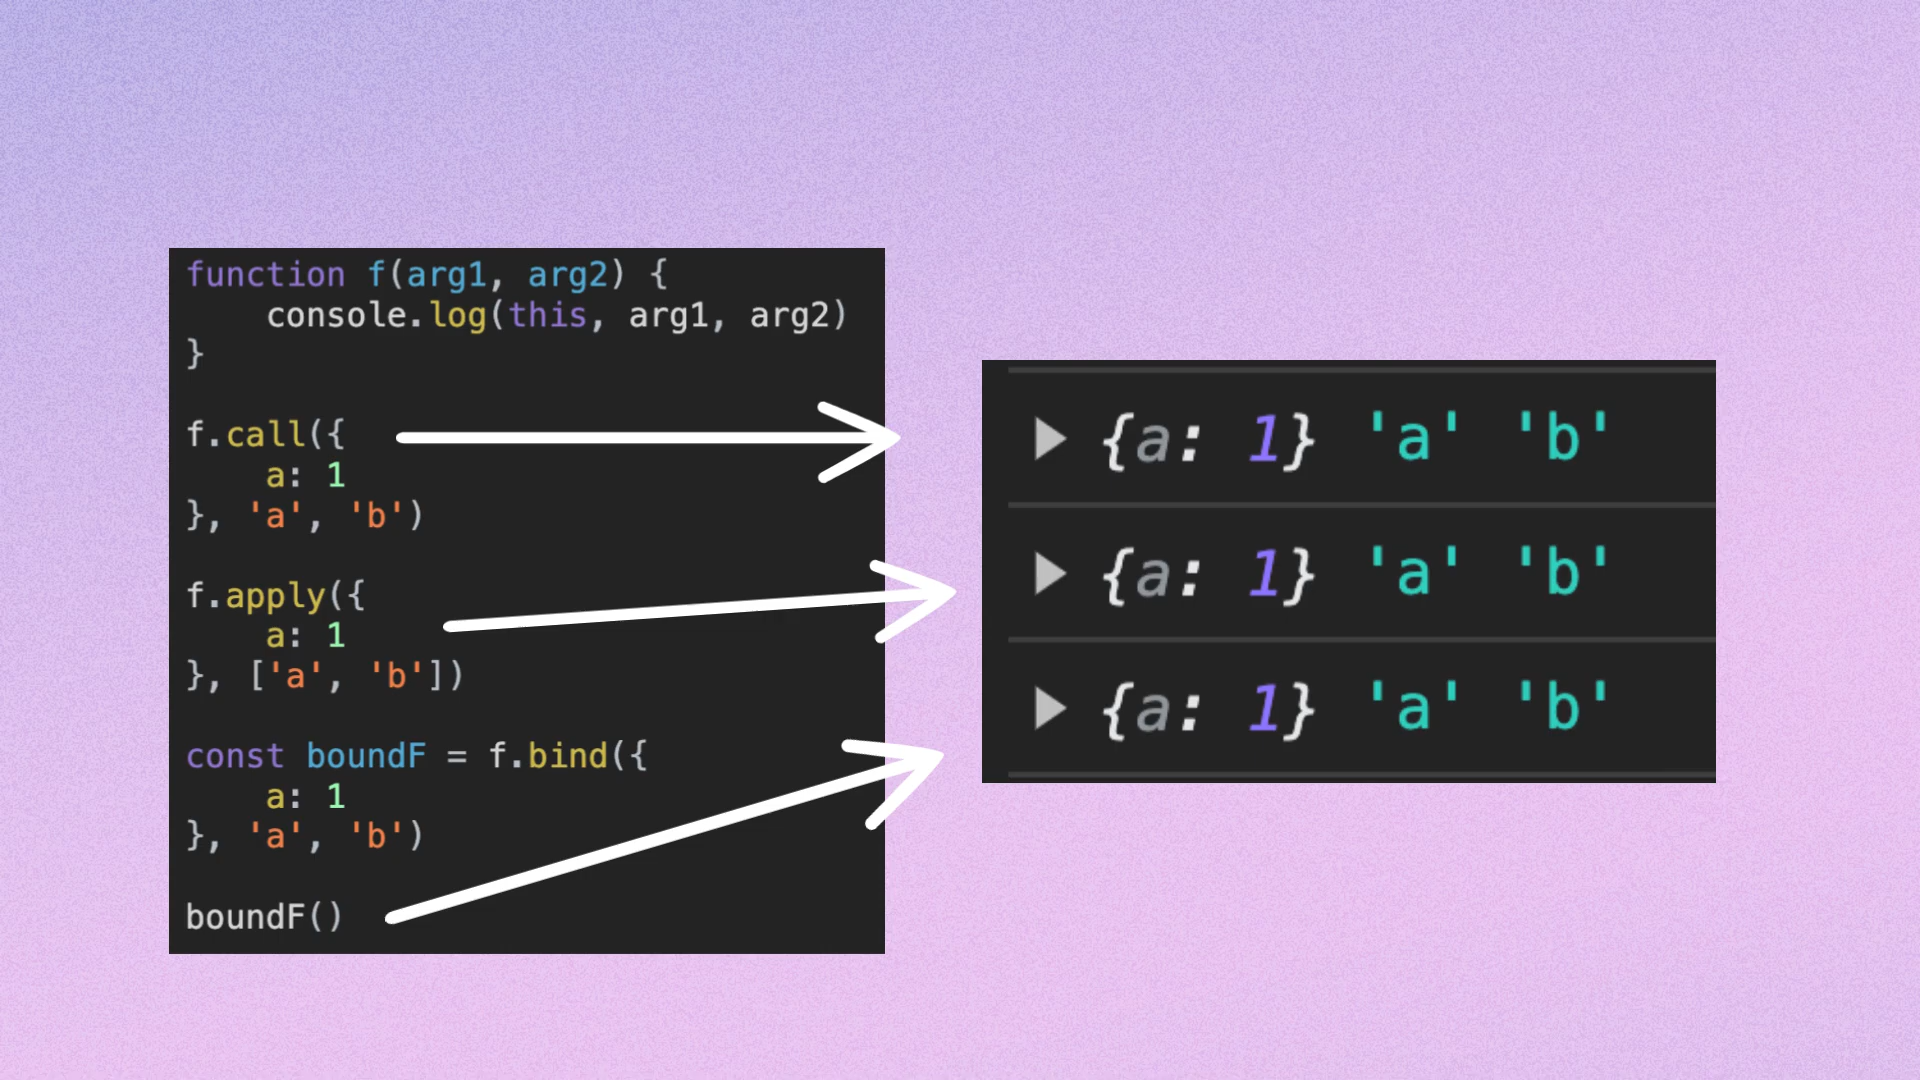 function f(arg1, arg2) {
    console.log(this, arg1, arg2)
}
f.call({
    a: 1
}, 'a', 'b')
f.apply({
    a: 1
}, ['a', 'b'])
const boundF = f.bind({
    a: 1
}, 'a', 'b')
boundF()
{a: 1} 'a' 'b'
{a: 1} 'a' 'b'
{a: 1} 'a' 'b'